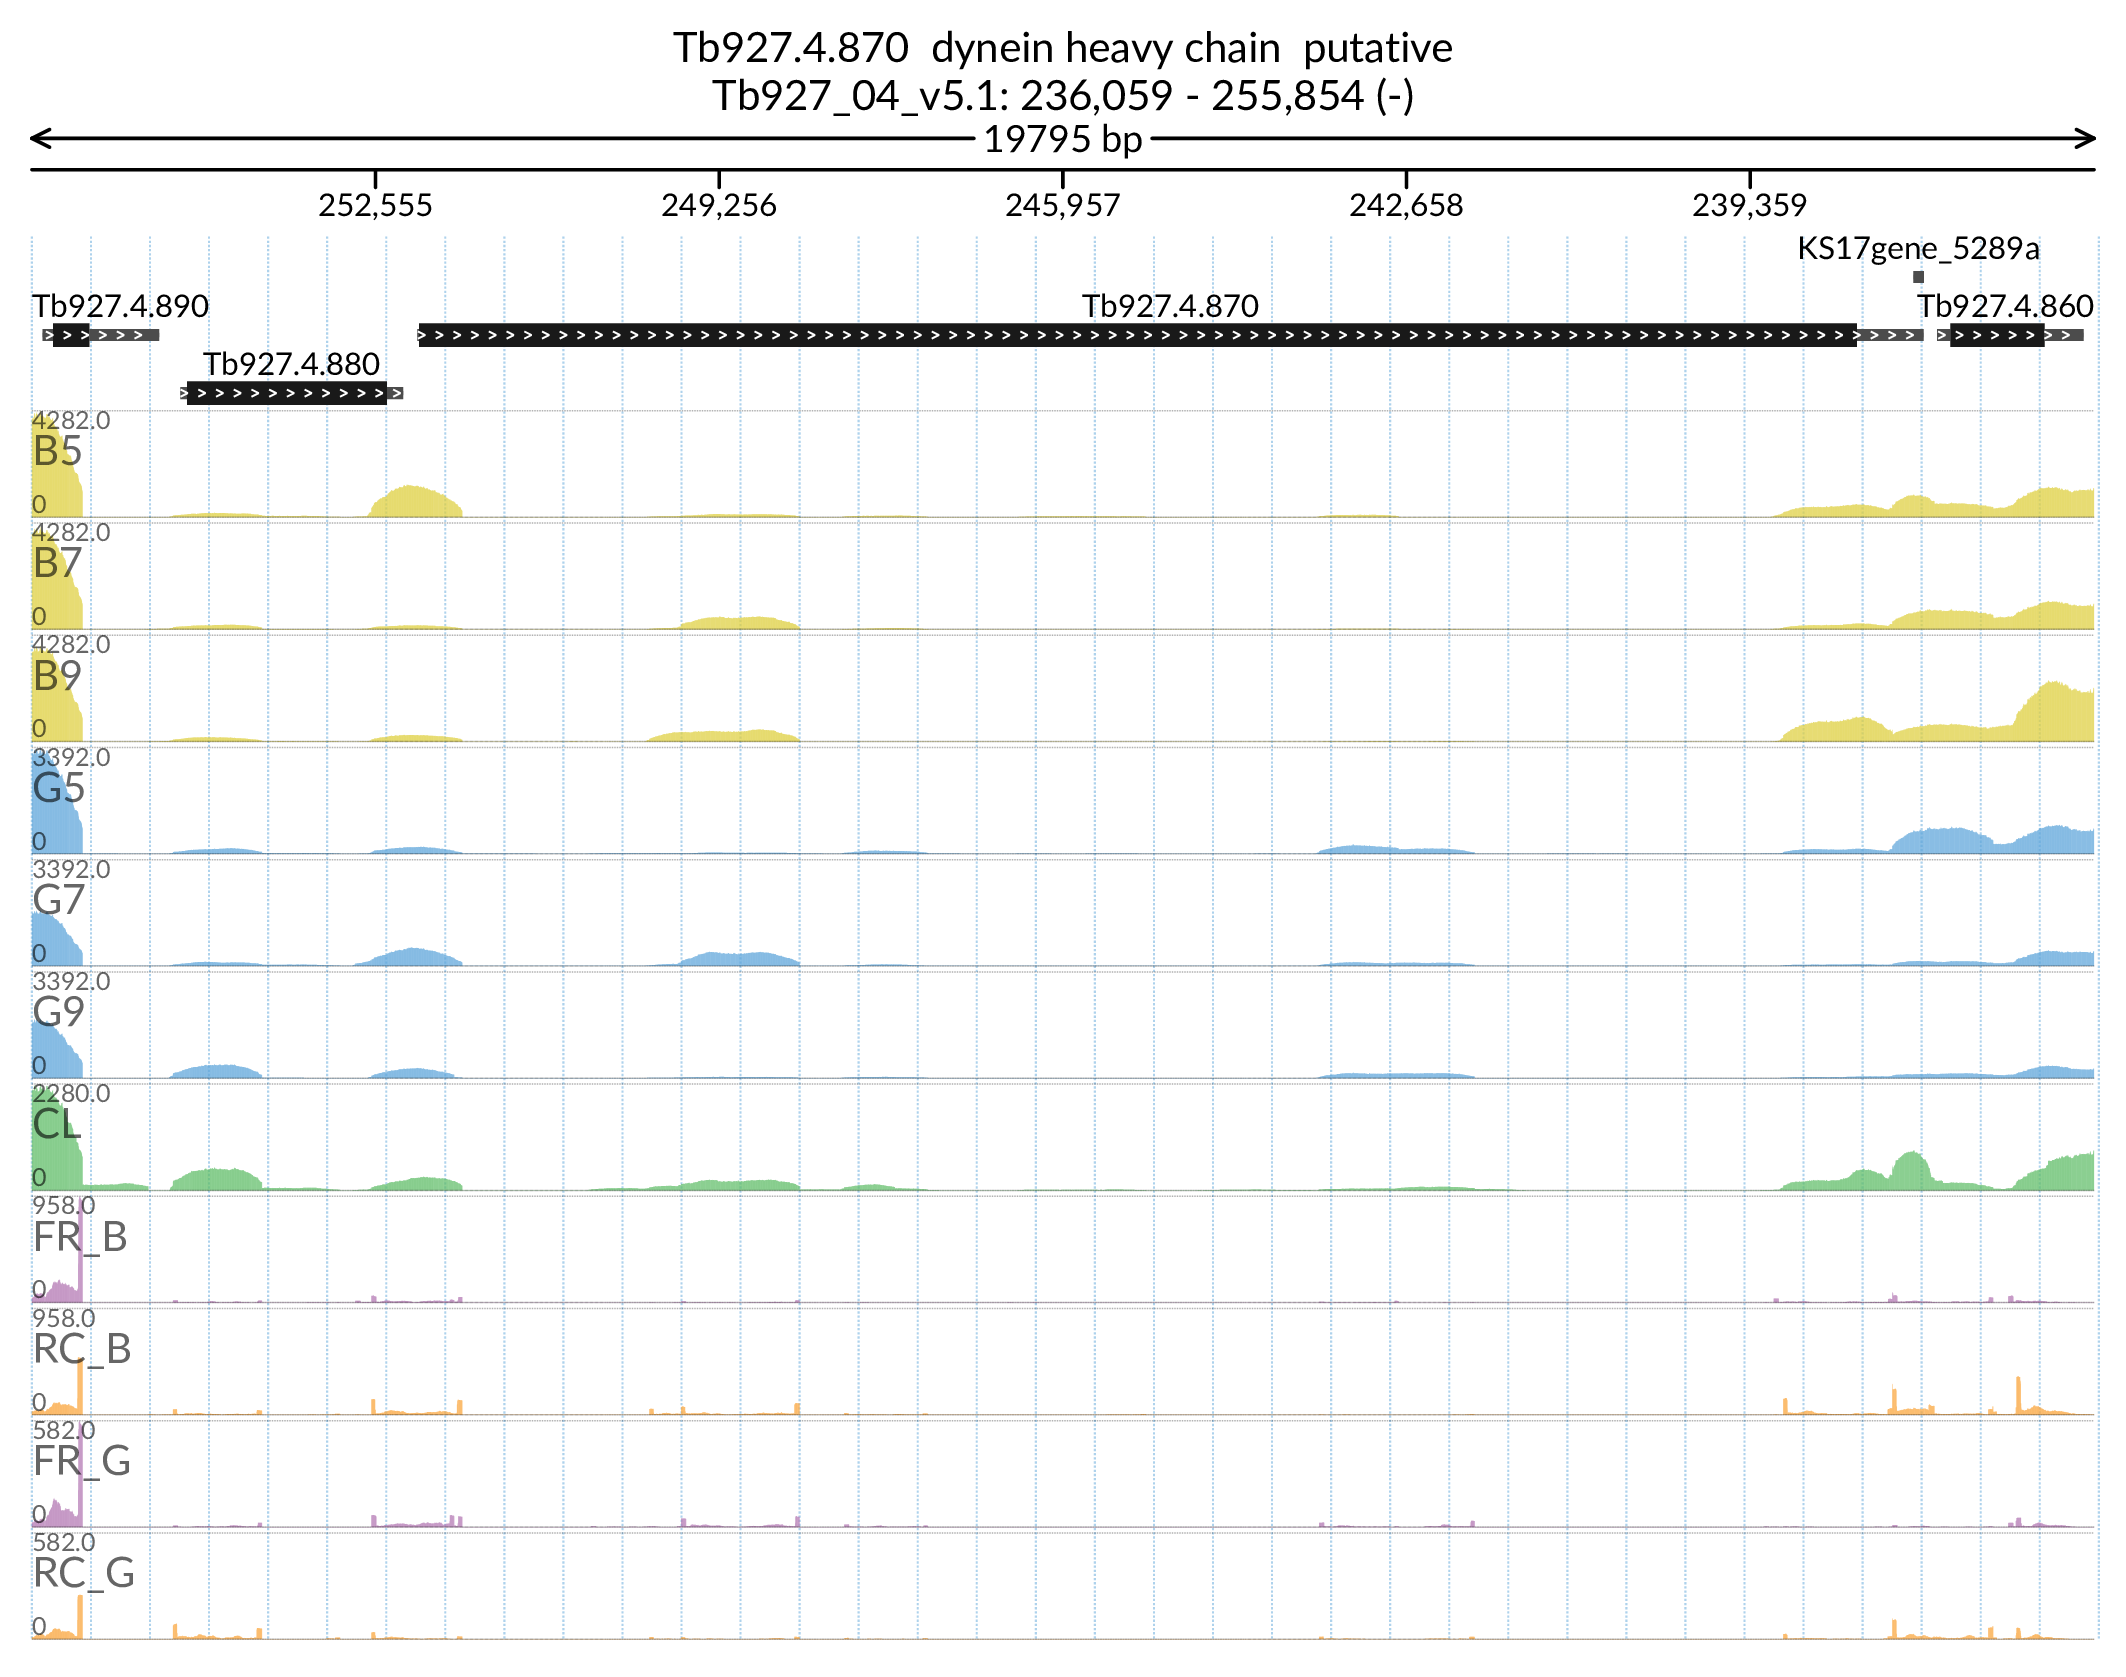 Tb927.4.870  dynein heavy chain  putative
Tb927_04_v5.1: 236,059 - 255,854 (-)
19795 bp
252,555 249,256 245,957 242,658 239,359
KS17gene_5289a
Tb927.4.890 Tb927.4.870 Tb927.4.860
Tb927.4.880
4282.0
B5
0
4282.0
B7
0
4282.0
B9
0
3392.0
G5
0
3392.0
G7
0
3392.0
G9
0
2280.0
CL
0
958.0
FR_B
0
958.0
RC_B
0
582.0
FR_G
0
582.0
RC_G
0